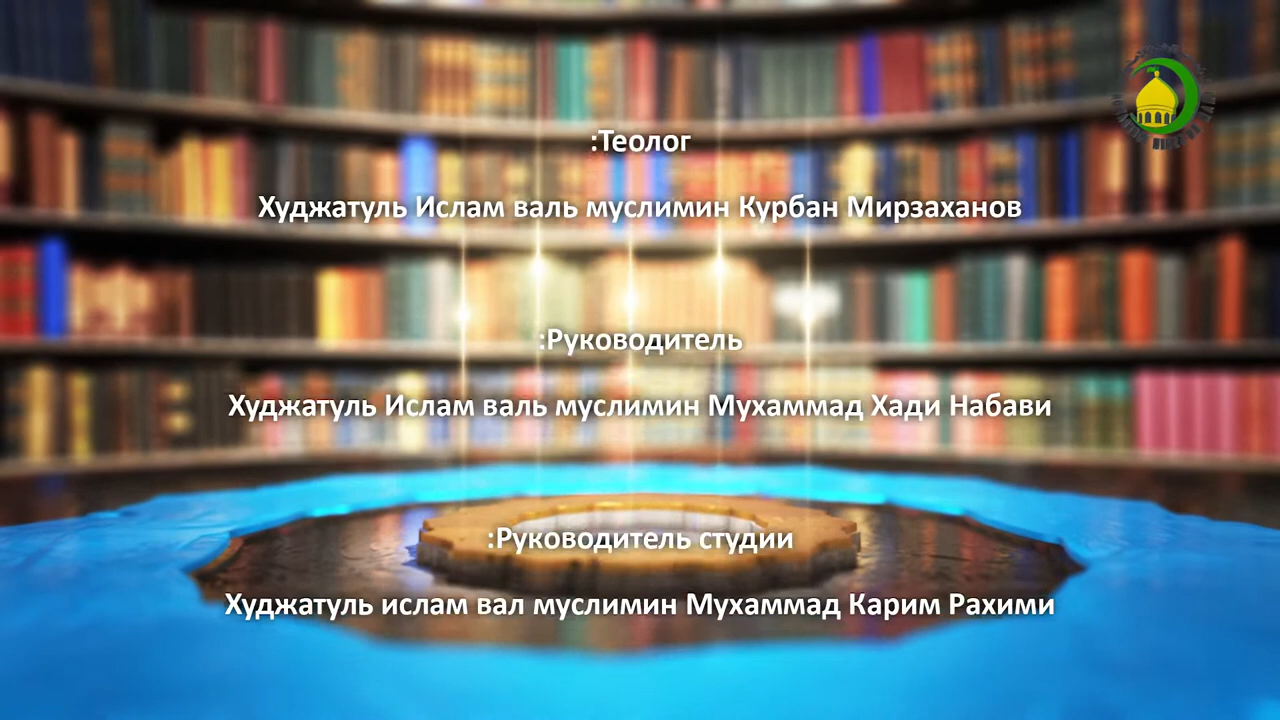 :Теолог
Худжатуль Ислам валь муслимин Курбан Мирзаханов
:Руководитель
Худжатуль Ислам валь муслимин Мухаммад Хади Набави
:Руководитель студии
Худжатуль ислам вал муслимин Мухаммад Карим Рахими